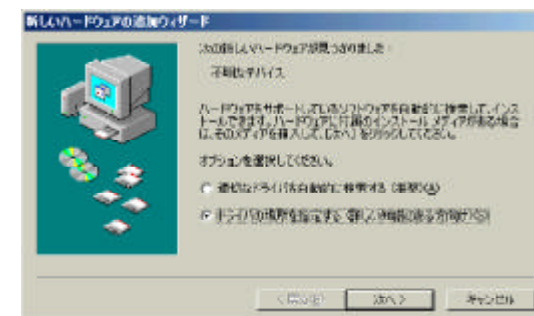 新しいハードウェアの追加ウィザード
次の新しいハードウェアが見つかりました:
不明なデバイス
ハードウェアをサポートしているソフトウェアを自動的に検索して、インス
トールできます。ハードウェアに付属のインストール メディアがある場合
は、そのメディアを挿入して、[次へ] をクリックしてください。
オプションを選択してください。
適切なドライバを自動的に検索する (推奨)(A)
ドライバの場所を指定する (詳しい知識のある方向け)(S)
< 戻る(B)
次へ >
キャンセル